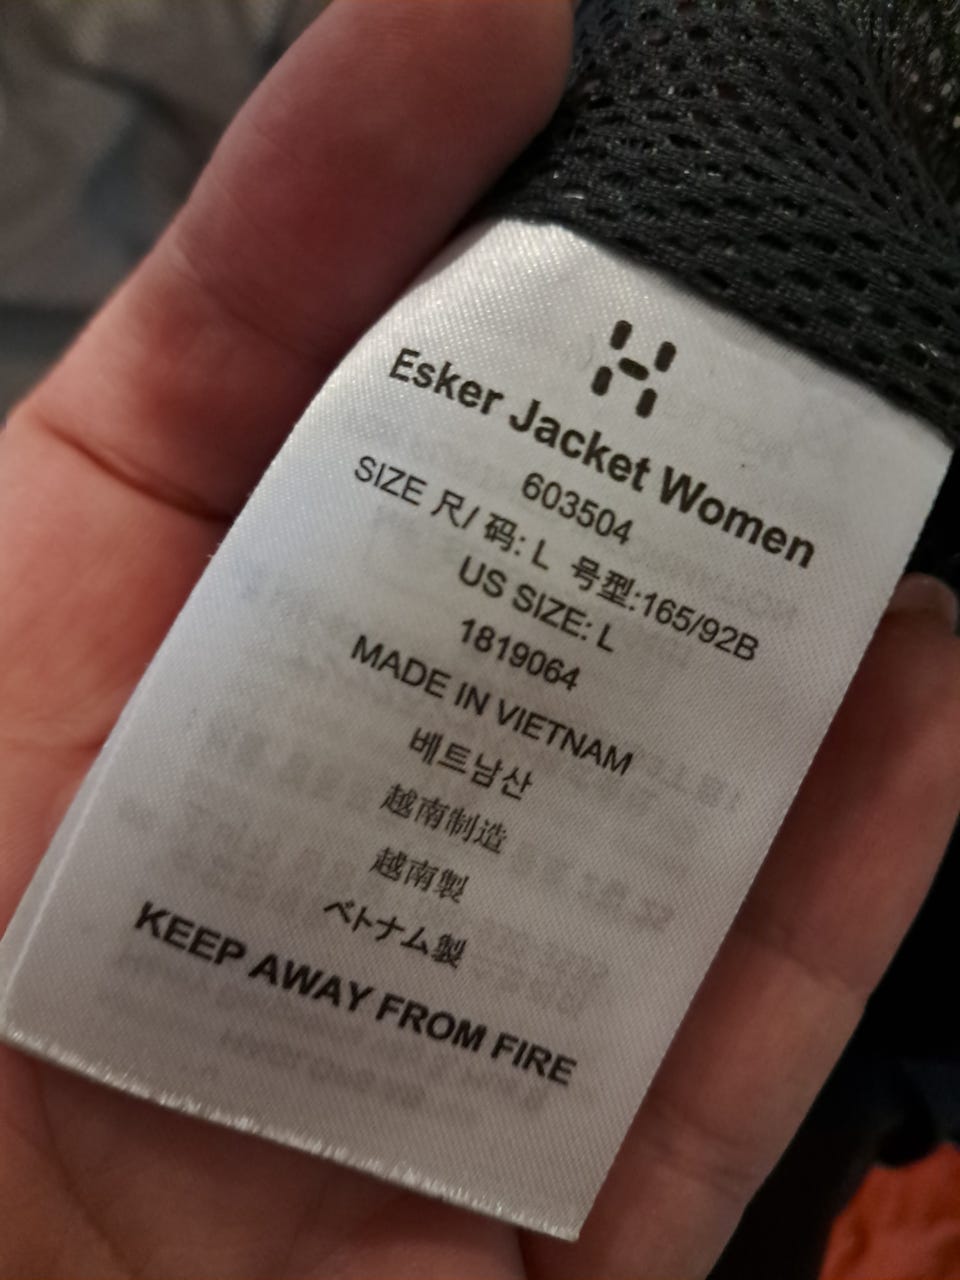 Esker Jacket Women
603504
SIZE 尺/ 码: L 号型:165/92B
US SIZE: L
1819064
MADE IN VIETNAM
베트남산
越南制造
越南製
ベトナム製
KEEP AWAY FROM FIRE